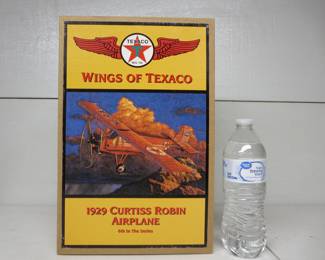 TEXACO
WINGS OF TEXACO
1929 CURTISS ROBIN
AIRPLANE
6th In The Series